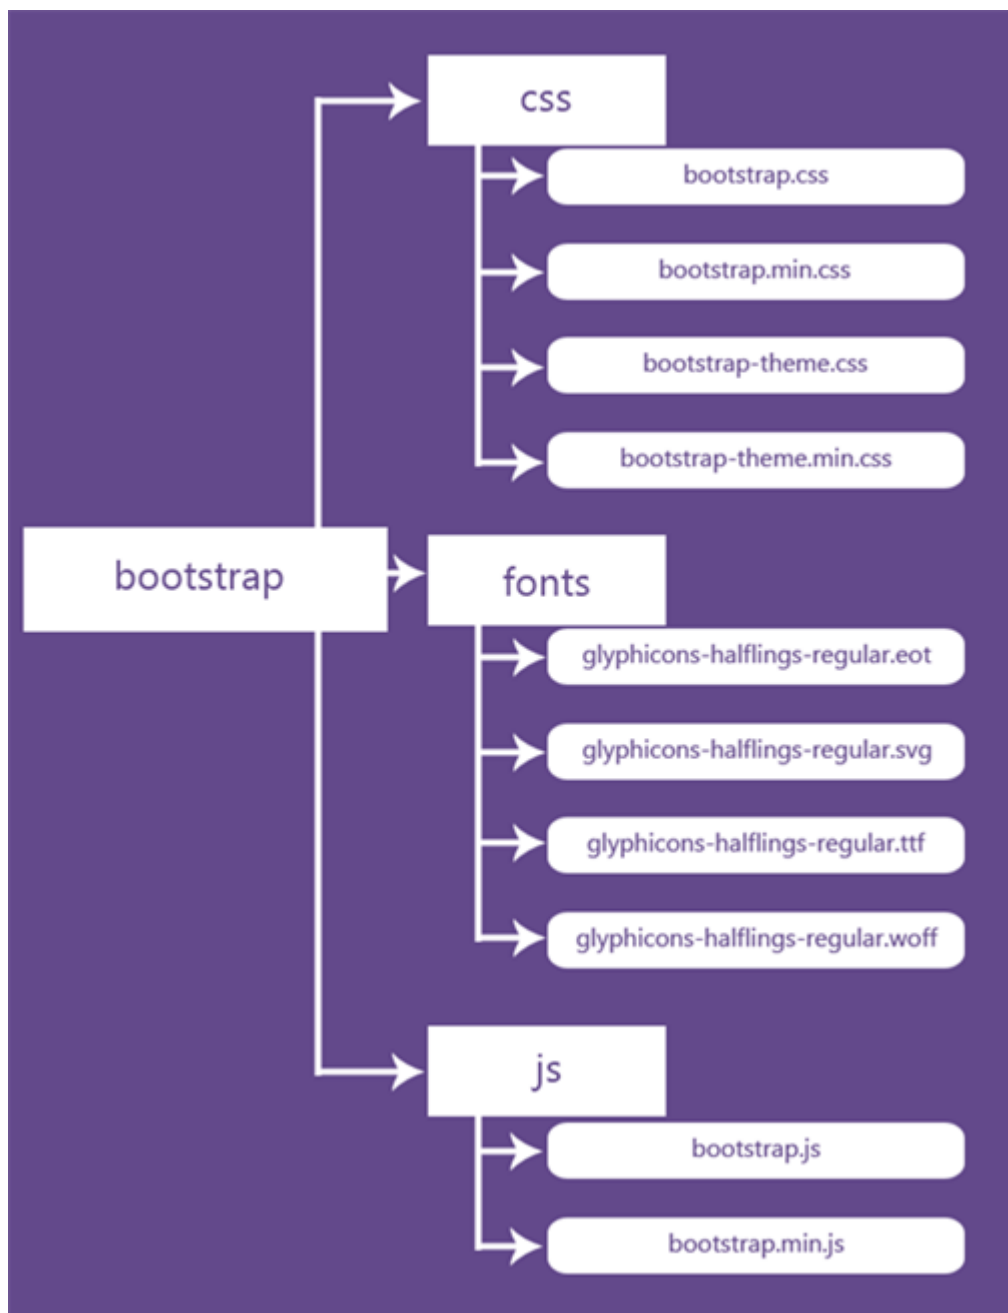 css
bootstrap.css
bootstrap.min.css
bootstrap-theme.css
bootstrap-theme.min.css
bootstrap
fonts
glyphicons-halflings-regular.eot
glyphicons-halflings-regular.svg
glyphicons-halflings-regular.ttf
glyphicons-halflings-regular.woff
js
bootstrap.js
bootstrap.min.js